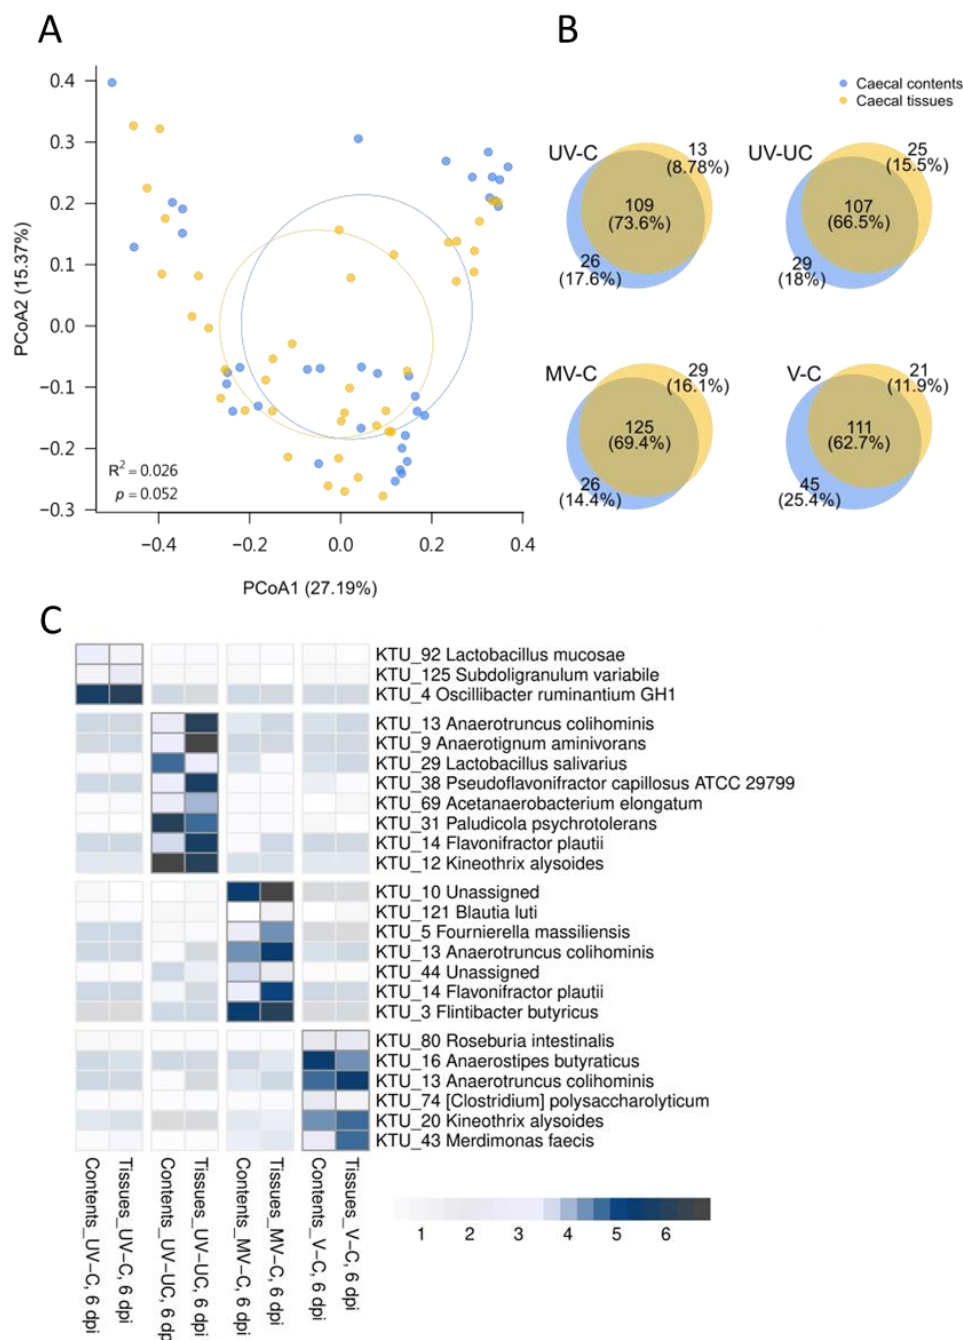 A
B
0.4
0.3
0.2
0.1
0.0
−0.1
−0.2
−0.3
PCoA2 (15.37%)
R² = 0.026
p = 0.052
−0.4
−0.2
0.0
0.2
0.4
PCoA1 (27.19%)
Caecal contents
Caecal tissues
UV-C
13
(8.78%)
109
(73.6%)
26
(17.6%)
UV-UC
25
(15.5%)
107
(66.5%)
29
(18%)
MV-C
29
(16.1%)
125
(69.4%)
26
(14.4%)
V-C
21
(11.9%)
111
(62.7%)
45
(25.4%)
C
KTU_92 Lactobacillus mucosae
KTU_125 Subdoligranulum variabile
KTU_4 Oscillibacter ruminantium GH1
KTU_13 Anaerotruncus colihominis
KTU_9 Anaerotignum aminivorans
KTU_29 Lactobacillus salivarius
KTU_38 Pseudoflavonifractor capillosus ATCC 29799
KTU_69 Acetanaerobacterium elongatum
KTU_31 Paludicola psychrotolerans
KTU_14 Flavonifractor plautii
KTU_12 Kineothrix alysoides
KTU_10 Unassigned
KTU_121 Blautia luti
KTU_5 Fournierella massiliensis
KTU_13 Anaerotruncus colihominis
KTU_44 Unassigned
KTU_14 Flavonifractor plautii
KTU_3 Flintibacter butyricus
KTU_80 Roseburia intestinalis
KTU_16 Anaerostipes butyraticus
KTU_13 Anaerotruncus colihominis
KTU_74 [Clostridium] polysaccharolyticum
KTU_20 Kineothrix alysoides
KTU_43 Merdimonas faecis
Contents_UV−C, 6 dpi
Tissues_UV−C, 6 dpi
Contents_UV−UC, 6 dpi
Tissues_UV−UC, 6 dpi
Contents_MV−C, 6 dpi
Tissues_MV−C, 6 dpi
Contents_V−C, 6 dpi
Tissues_V−C, 6 dpi
1 2 3 4 5 6